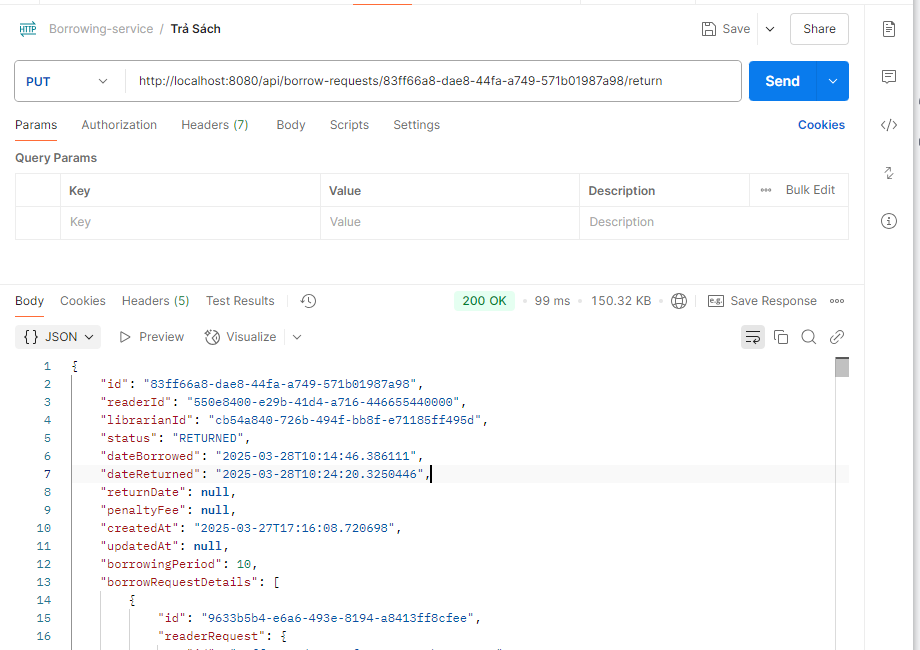 HTTP Borrowing-service / Trả Sách Save Share
PUT http://localhost:8080/api/borrow-requests/83ff66a8-dae8-44fa-a749-571b01987a98/return Send
Params Authorization Headers (7) Body Scripts Settings Cookies
Query Params
Key Value Description Bulk Edit
Key Value Description
Body Cookies Headers (5) Test Results 200 OK 99 ms 150.32 KB e.g. Save Response
{} JSON Preview Visualize
1 {
2 "id": "83ff66a8-dae8-44fa-a749-571b01987a98",
3 "readerId": "550e8400-e29b-41d4-a716-446655440000",
4 "librarianId": "cb54a840-726b-494f-bb8f-e71185ff495d",
5 "status": "RETURNED",
6 "dateBorrowed": "2025-03-28T10:14:46.386111",
7 "dateReturned": "2025-03-28T10:24:20.3250446",
8 "returnDate": null,
9 "penaltyFee": null,
10 "createdAt": "2025-03-27T17:16:08.720698",
11 "updatedAt": null,
12 "borrowingPeriod": 10,
13 "borrowRequestDetails": [
14 {
15 "id": "9633b5b4-e6a6-493e-8194-a8413ff8cfee",
16 "readerRequest": {